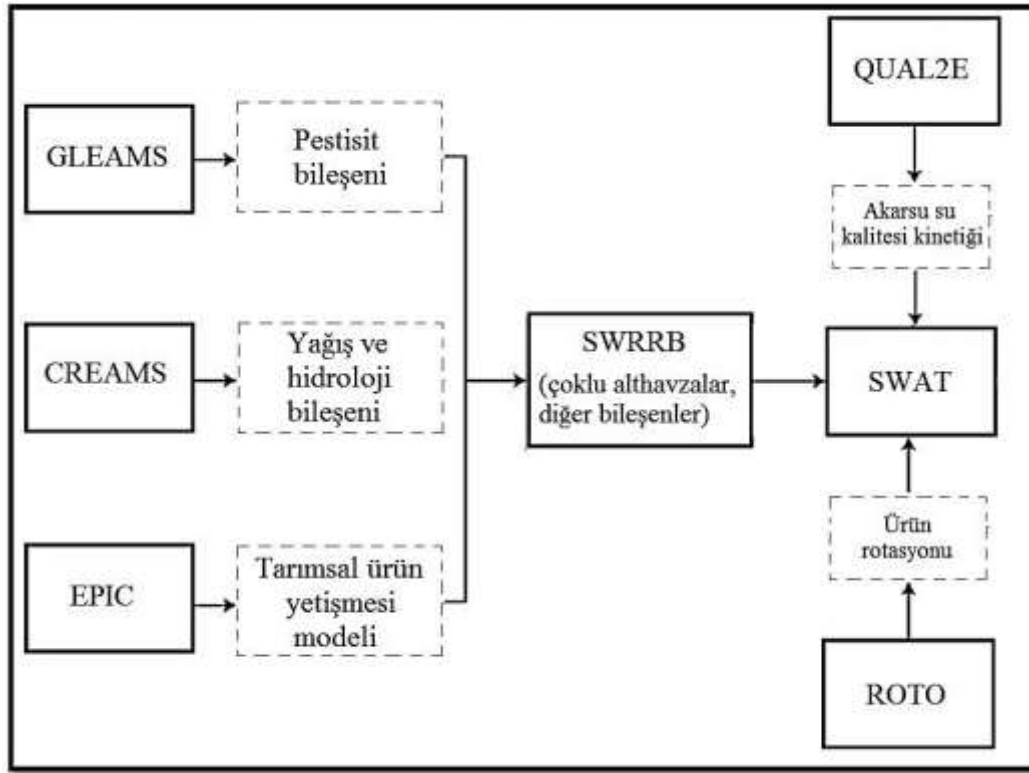 GLEAMS
Pestisit
bileşeni
CREAMS
Yağış ve
hidroloji
bileşeni
EPIC
Tarımsal ürün
yetişmesi
modeli
SWRRB
(çoklu althavzalar,
diğer bileşenler)
QUAL2E
Akarsu su
kalitesi kinetiği
SWAT
Ürün
rotasyonu
ROTO